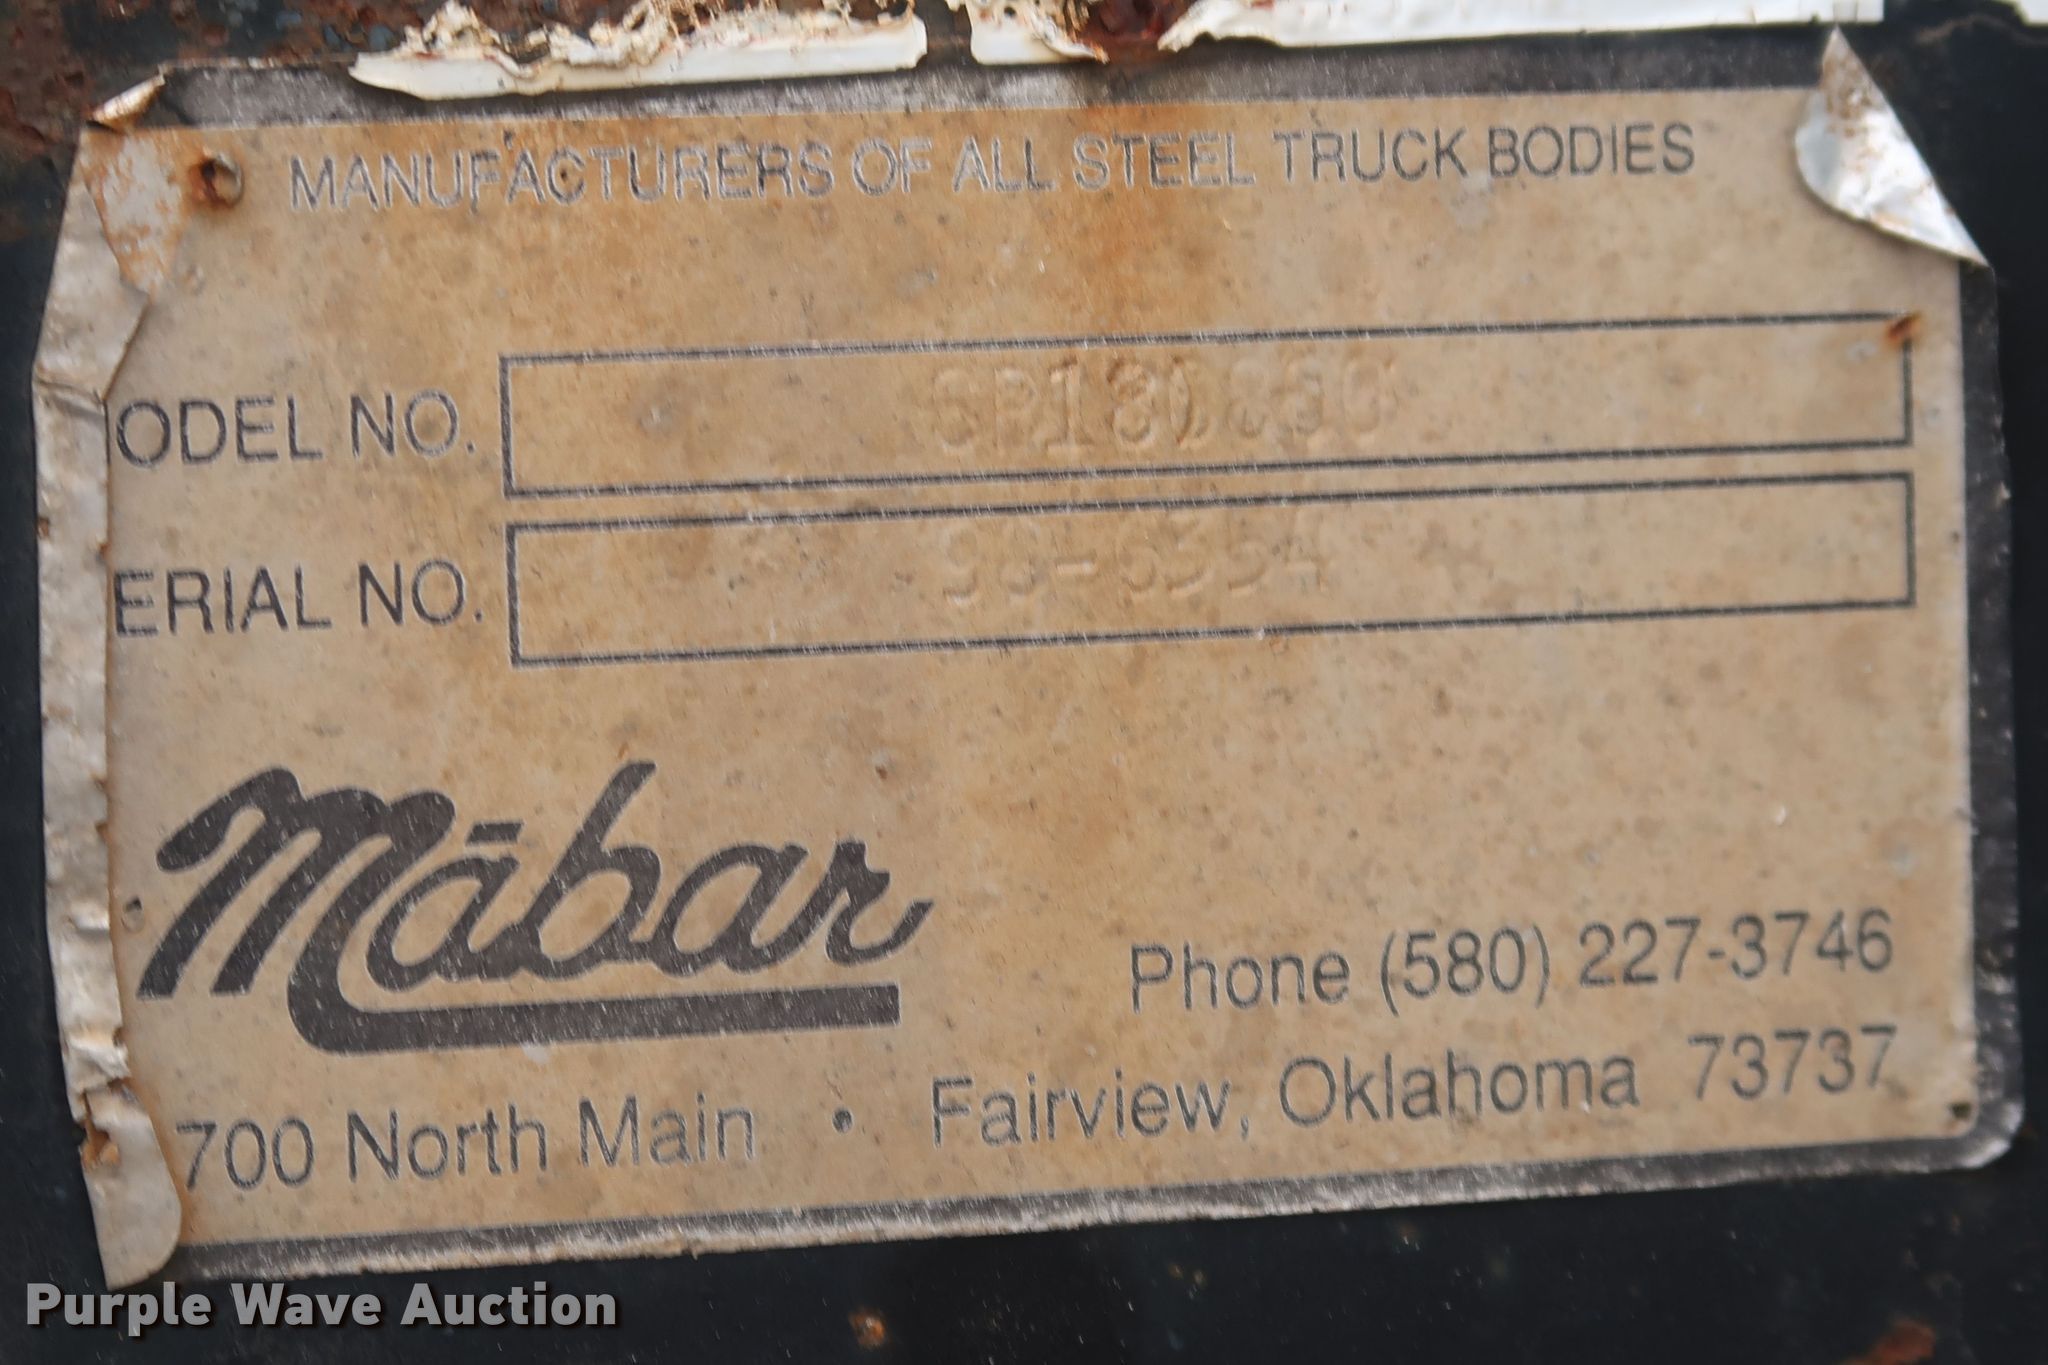 MANUFACTURERS OF ALL STEEL TRUCK BODIES
ODEL NO.
ERIAL NO.
Mābar
Phone (580) 227-3746
700 North Main • Fairview, Oklahoma 73737
Purple Wave Auction